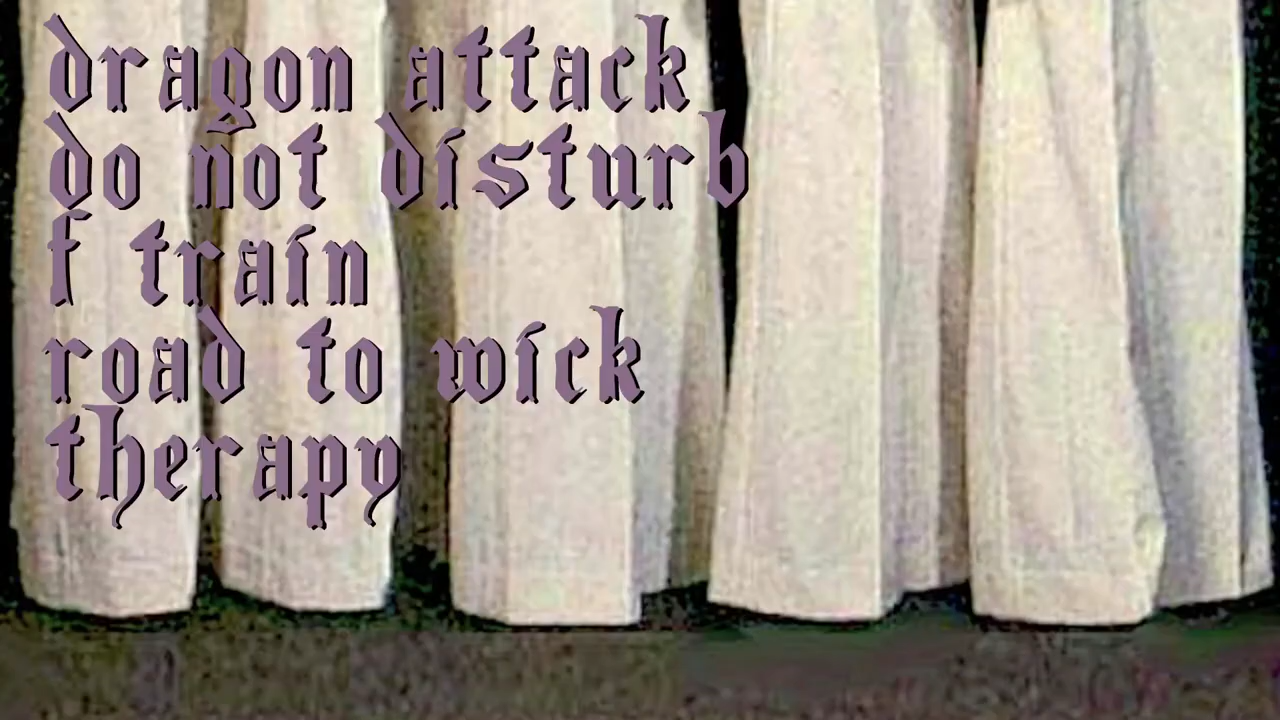 dragon attack
do not disturb
f train
road to wick
therapy